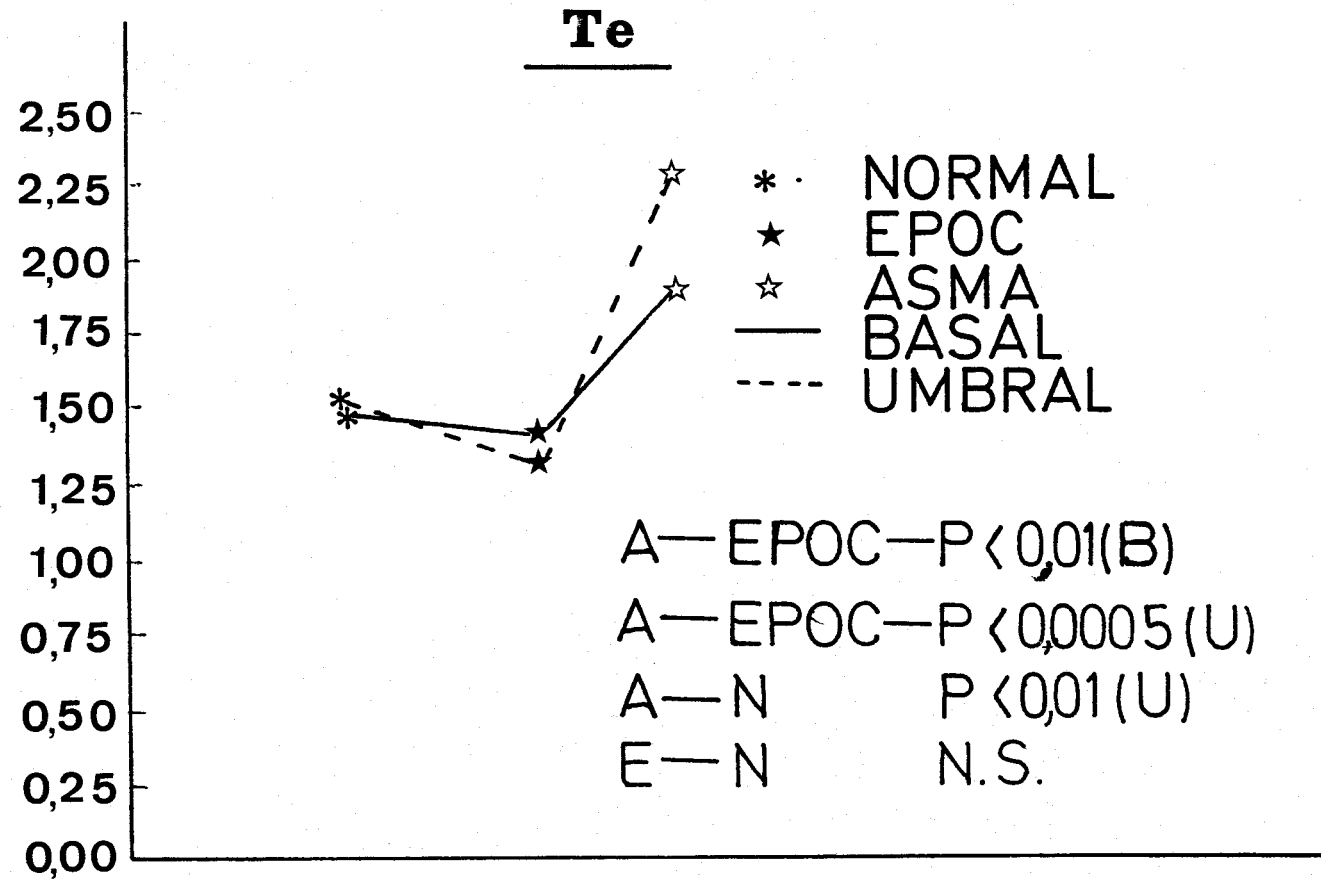 Te
2,50
2,25
2,00
1,75
1,50
1,25
1,00
0,75
0,50
0,25
0,00
* NORMAL
★ EPOC
☆ ASMA
BASAL
UMBRAL
A—EPOC—P<0,01(B)
A—EPOC—P<0,0005(U)
A—N P<0,01(U)
E—N N.S.